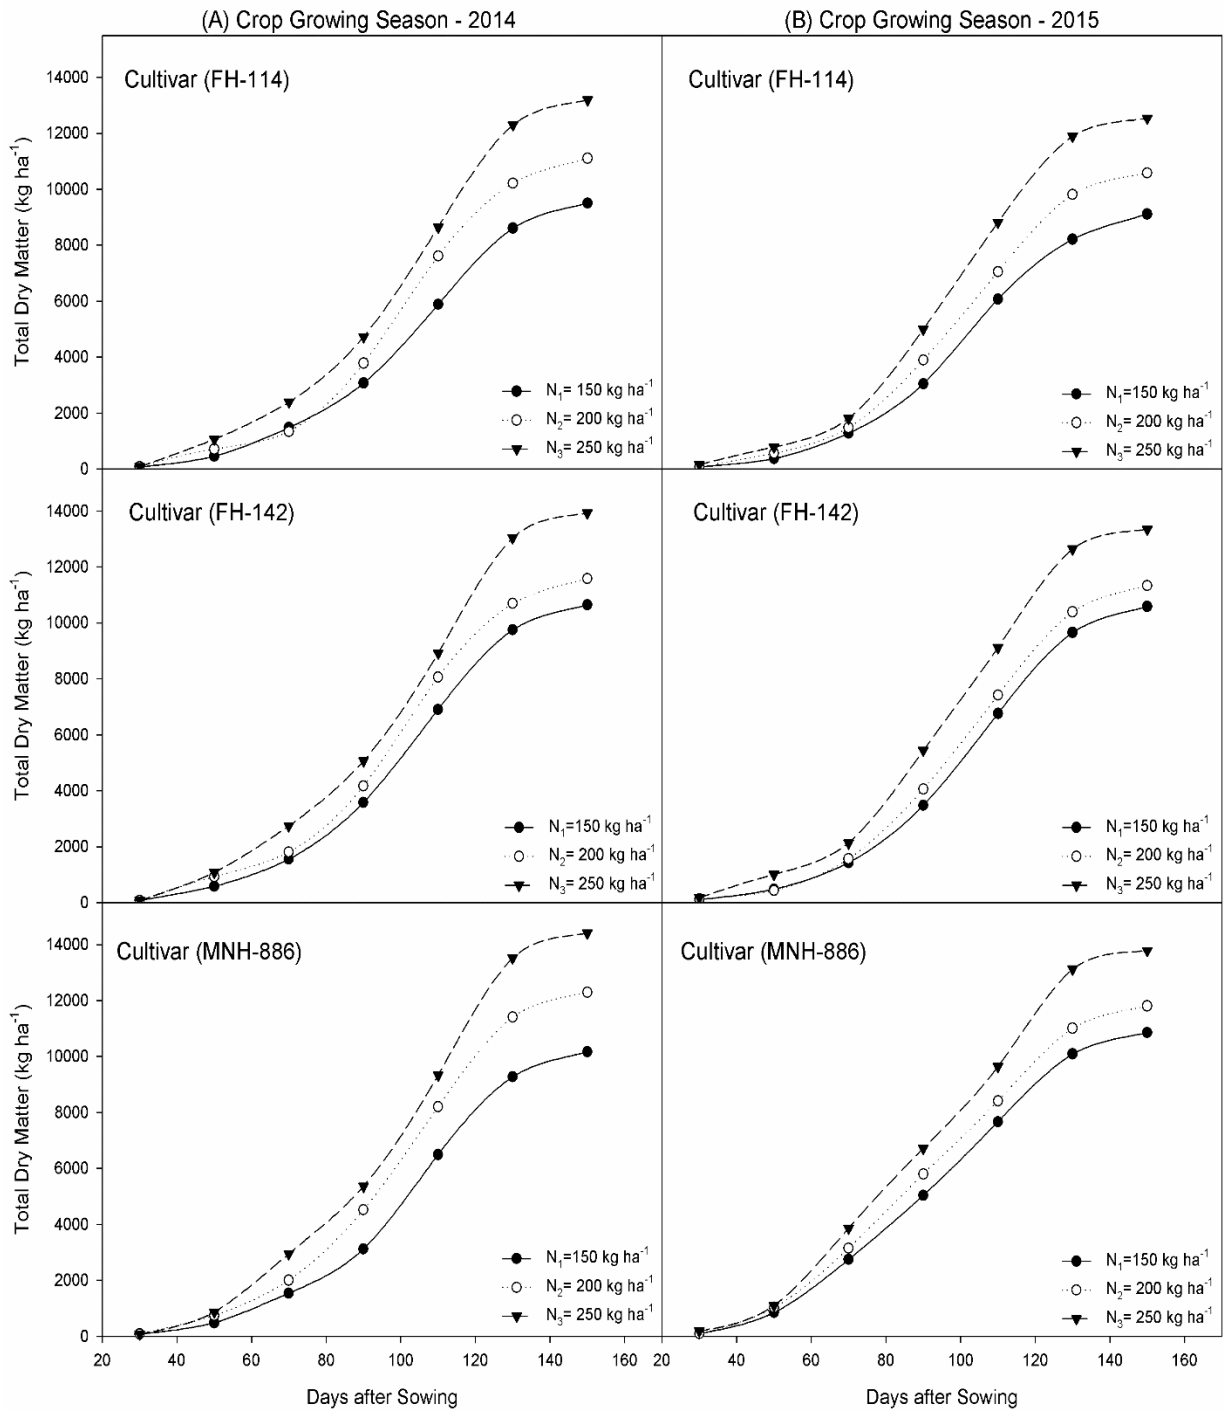 (A) Crop Growing Season - 2014
(B) Crop Growing Season - 2015
Total Dry Matter (kg ha⁻¹)
14000
12000
10000
8000
6000
4000
2000
0
Cultivar (FH-114)
N₁= 150 kg ha⁻¹
N₂= 200 kg ha⁻¹
N₃= 250 kg ha⁻¹
Cultivar (FH-114)
N₁=150 kg ha⁻¹
N₂= 200 kg ha⁻¹
N₃= 250 kg ha⁻¹
Total Dry Matter (kg ha⁻¹)
14000
12000
10000
8000
6000
4000
2000
0
Cultivar (FH-142)
N₁=150 kg ha⁻¹
N₂= 200 kg ha⁻¹
N₃= 250 kg ha⁻¹
Cultivar (FH-142)
N₁=150 kg ha⁻¹
N₂= 200 kg ha⁻¹
N₃= 250 kg ha⁻¹
Total Dry Matter (kg ha⁻¹)
14000
12000
10000
8000
6000
4000
2000
0
Cultivar (MNH-886)
N₁=150 kg ha⁻¹
N₂= 200 kg ha⁻¹
N₃= 250 kg ha⁻¹
Cultivar (MNH-886)
N₁=150 kg ha⁻¹
N₂= 200 kg ha⁻¹
N₃= 250 kg ha⁻¹
20 40 60 80 100 120 140 160
20 40 60 80 100 120 140 160
Days after Sowing
Days after Sowing